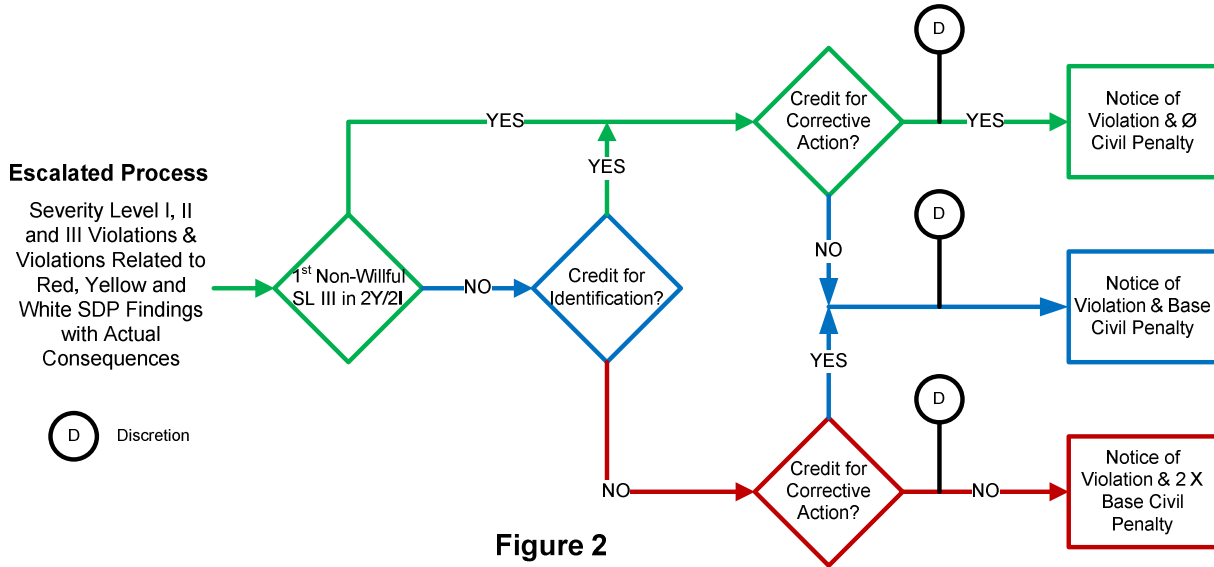 Escalated Process
Severity Level I, II
and III Violations &
Violations Related to
Red, Yellow and
White SDP Findings
with Actual
Consequences
D Discretion
1st Non-Willful
SL III in 2Y/2I
YES
NO
Credit for
Identification?
YES
NO
Credit for
Corrective
Action?
D
YES
NO
Notice of
Violation & Ø
Civil Penalty
D
Notice of
Violation & Base
Civil Penalty
YES
Credit for
Corrective
Action?
D
NO
Notice of
Violation & 2 X
Base Civil
Penalty
Figure 2